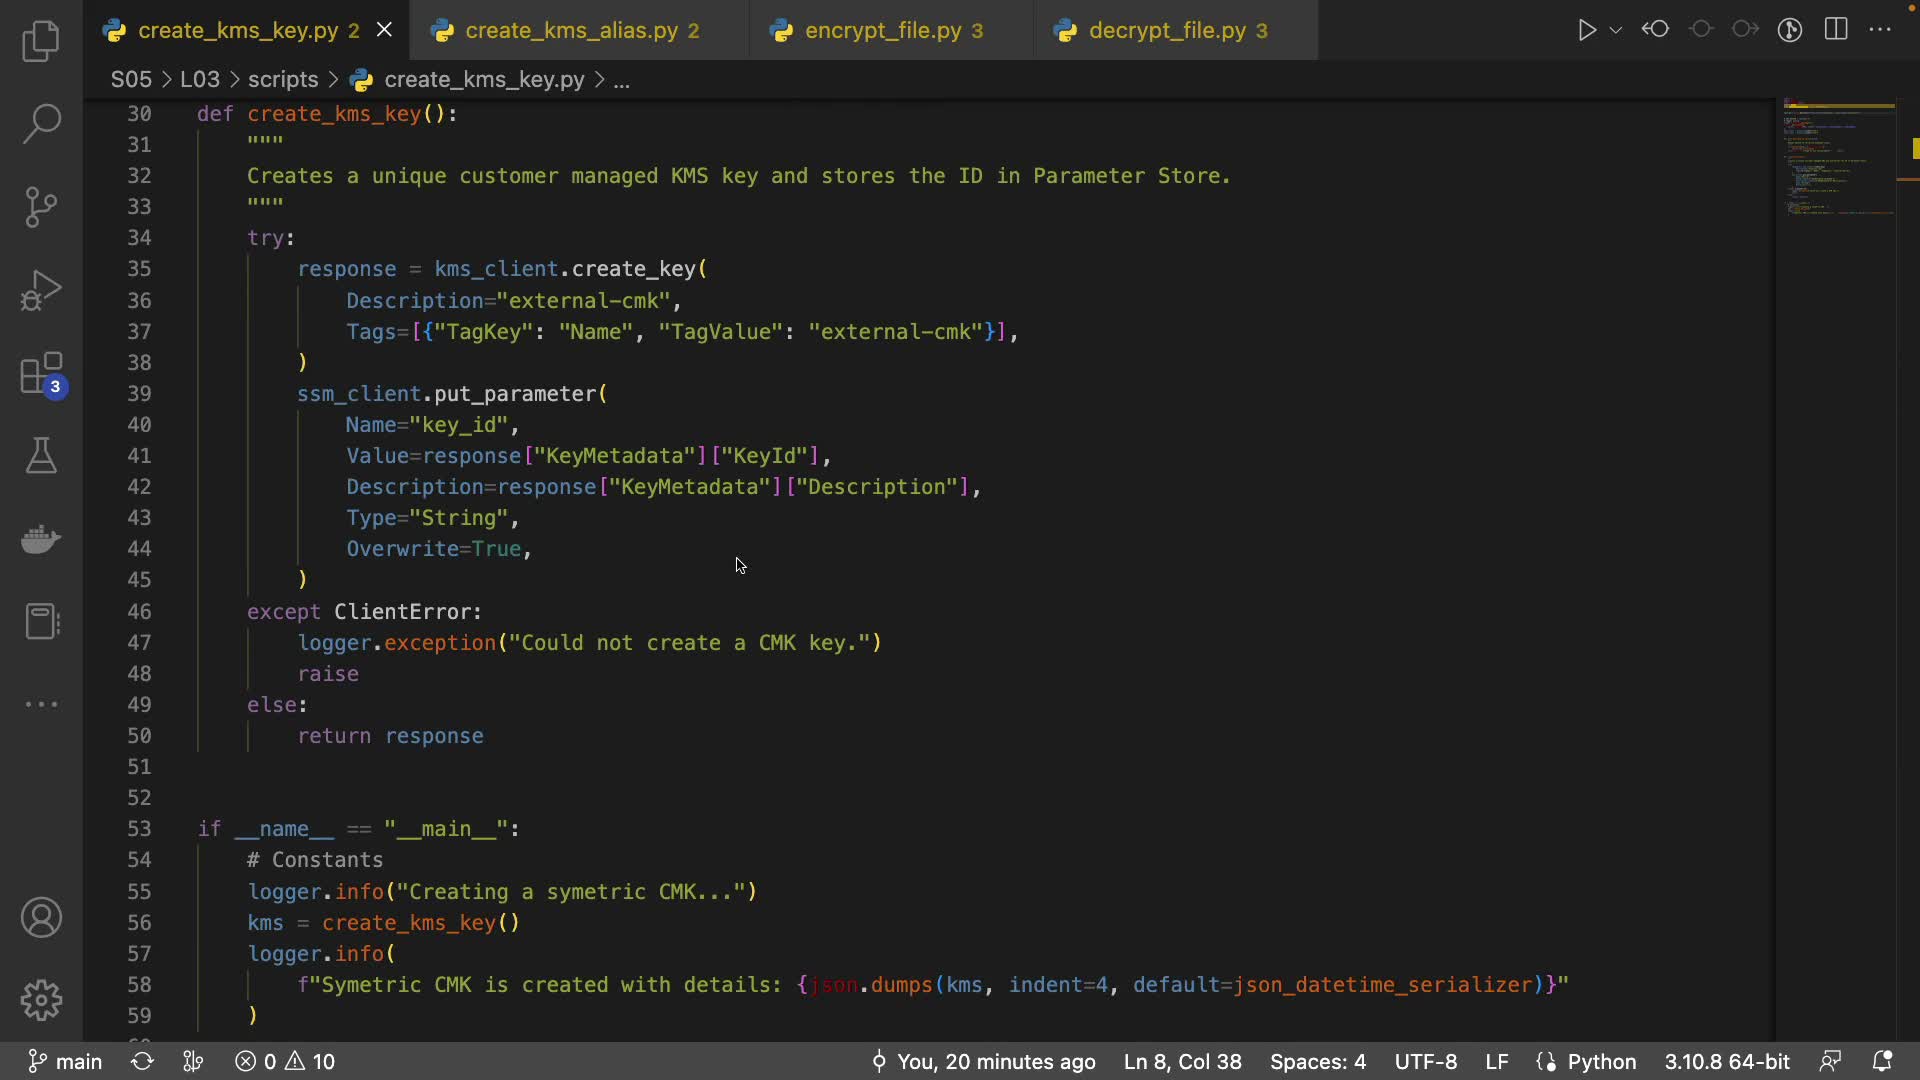 create_kms_key.py 2
create_kms_alias.py 2
encrypt_file.py 3
decrypt_file.py 3
S05 > L03 > scripts > create_kms_key.py > ...
30 def create_kms_key():
31 """
32 Creates a unique customer managed KMS key and stores the ID in Parameter Store.
33 """
34 try:
35 response = kms_client.create_key(
36 Description="external-cmk",
37 Tags=[{"TagKey": "Name", "TagValue": "external-cmk"}],
38 )
39 ssm_client.put_parameter(
40 Name="key_id",
41 Value=response["KeyMetadata"]["KeyId"],
42 Description=response["KeyMetadata"]["Description"],
43 Type="String",
44 Overwrite=True,
45 )
46 except ClientError:
47 logger.exception("Could not create a CMK key.")
48 raise
49 else:
50 return response
51
52
53 if __name__ == "__main__":
54 # Constants
55 logger.info("Creating a symetric CMK...")
56 kms = create_kms_key()
57 logger.info(
58 f"Symetric CMK is created with details: {json.dumps(kms, indent=4, default=json_datetime_serializer)}"
59 )
3
main
0 10
You, 20 minutes ago
Ln 8, Col 38
Spaces: 4
UTF-8
LF
Python
3.10.8 64-bit